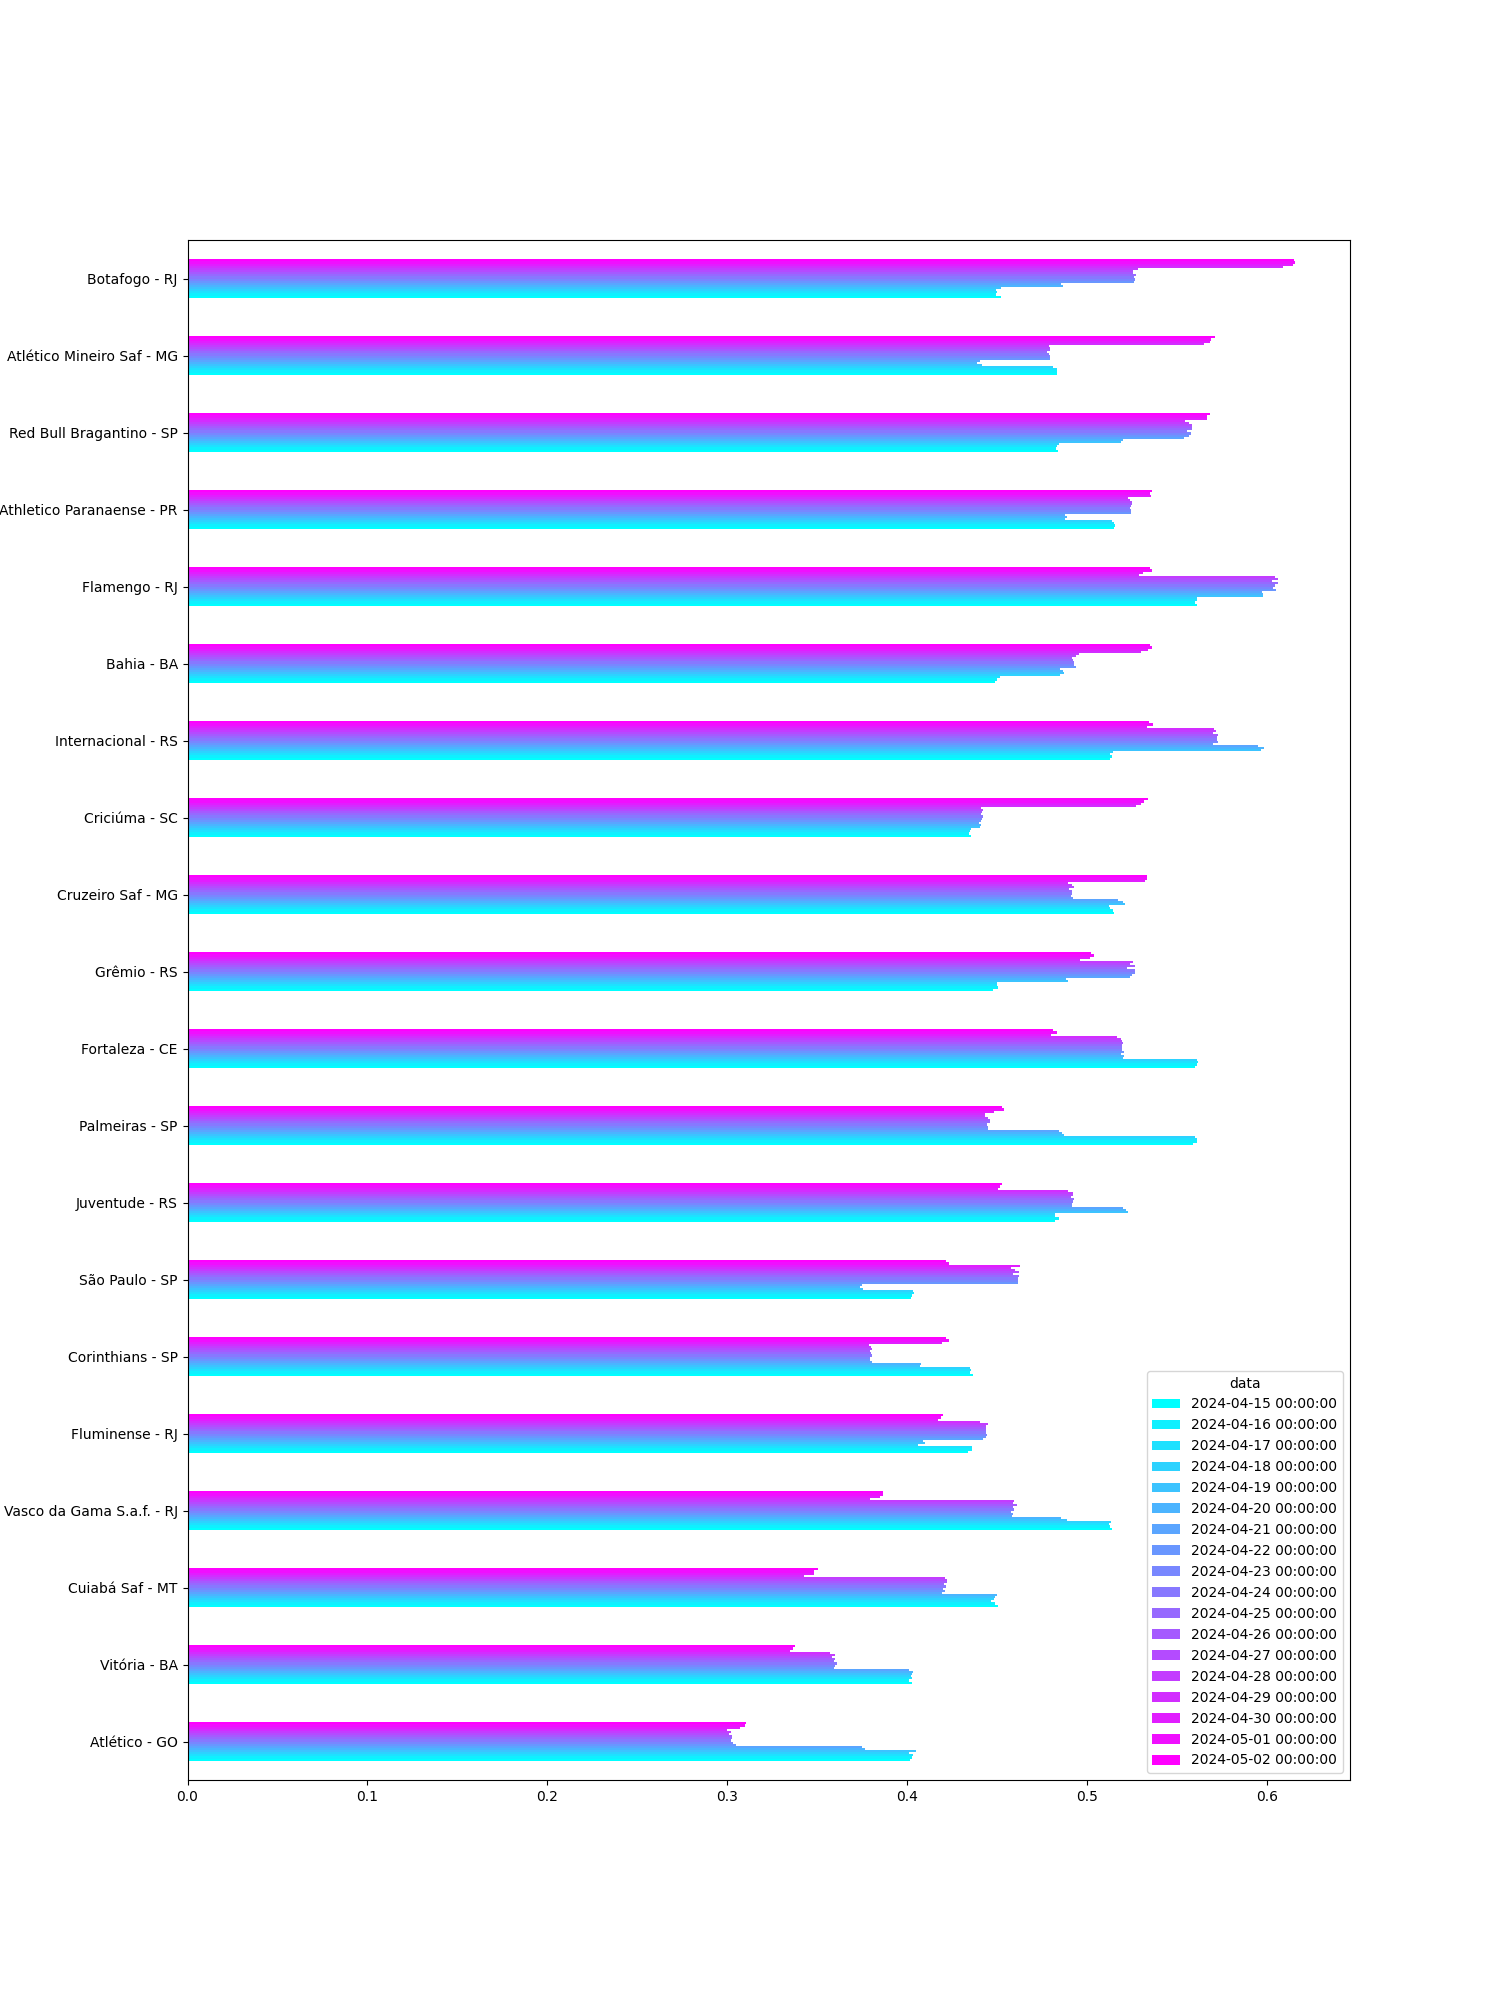 Botafogo - RJ
Atlético Mineiro Saf - MG
Red Bull Bragantino - SP
Athletico Paranaense - PR
Flamengo - RJ
Bahia - BA
Internacional - RS
Criciúma - SC
Cruzeiro Saf - MG
Grêmio - RS
Fortaleza - CE
Palmeiras - SP
Juventude - RS
São Paulo - SP
Corinthians - SP
Fluminense - RJ
Vasco da Gama S.a.f. - RJ
Cuiabá Saf - MT
Vitória - BA
Atlético - GO
0.0 0.1 0.2 0.3 0.4 0.5 0.6
data
2024-04-15 00:00:00
2024-04-16 00:00:00
2024-04-17 00:00:00
2024-04-18 00:00:00
2024-04-19 00:00:00
2024-04-20 00:00:00
2024-04-21 00:00:00
2024-04-22 00:00:00
2024-04-23 00:00:00
2024-04-24 00:00:00
2024-04-25 00:00:00
2024-04-26 00:00:00
2024-04-27 00:00:00
2024-04-28 00:00:00
2024-04-29 00:00:00
2024-04-30 00:00:00
2024-05-01 00:00:00
2024-05-02 00:00:00